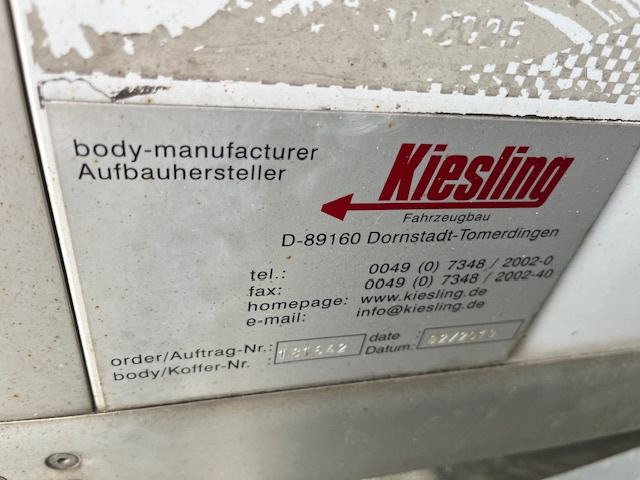 body-manufacturer
Aufbauhersteller
Kiesling
Fahrzeugbau
D-89160 Dornstadt-Tomerdingen
tel.: 0049 (0) 7348 / 2002-0
fax: 0049 (0) 7348 / 2002-40
homepage: www.kiesling.de
e-mail: info@kiesling.de
order/Auftrag-Nr.:
date
body/Koffer-Nr.:
Datum: